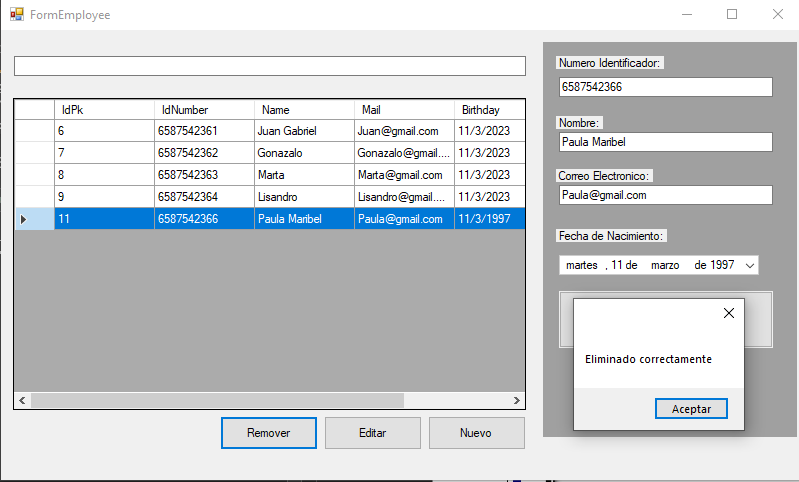 FormEmployee
IdPk IdNumber Name Mail Birthday
6 6587542361 Juan Gabriel Juan@gmail.com 11/3/2023
7 6587542362 Gonazalo Gonazalo@gmail.... 11/3/2023
8 6587542363 Marta Marta@gmail.com 11/3/2023
9 6587542364 Lisandro Lisandro@gmail.... 11/3/2023
11 6587542366 Paula Maribel Paula@gmail.com 11/3/1997
Remover Editar Nuevo
Numero Identificador:
6587542366
Nombre:
Paula Maribel
Correo Electronico:
Paula@gmail.com
Fecha de Nacimiento:
martes , 11 de marzo de 1997
Eliminado correctamente
Aceptar